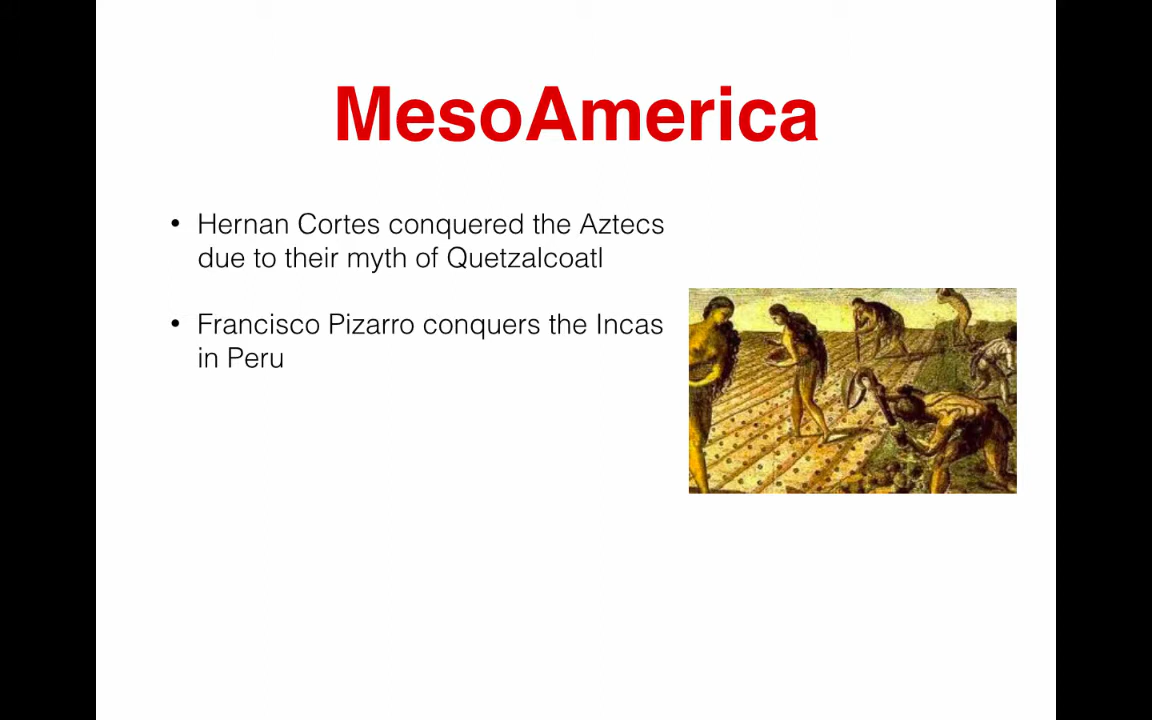 MesoAmerica
• Hernan Cortes conquered the Aztecs
due to their myth of Quetzalcoatl
• Francisco Pizarro conquers the Incas
in Peru